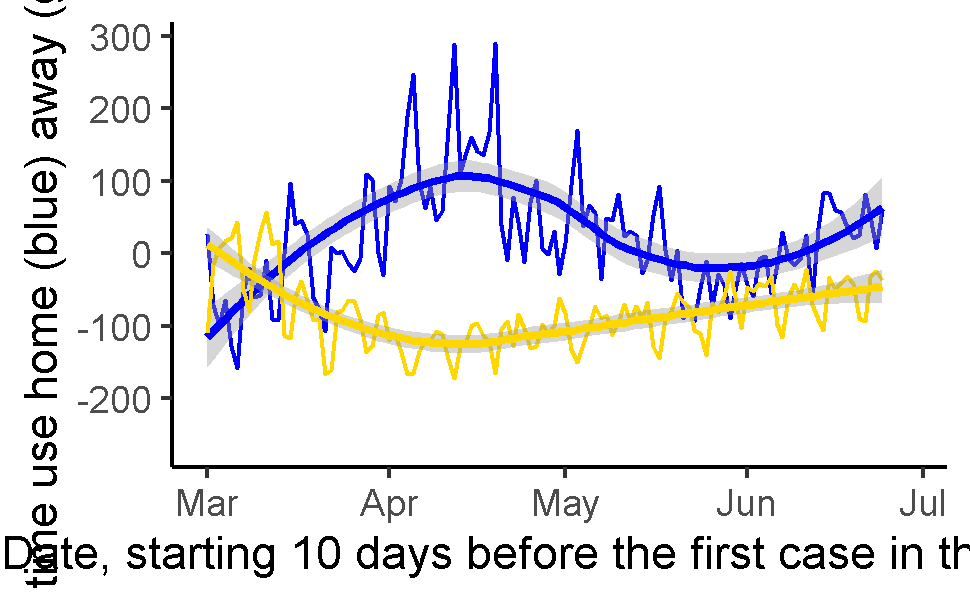 time use home (blue) away (
300
200
100
0
-100
-200
Mar Apr May Jun Jul
Date, starting 10 days before the first case in th